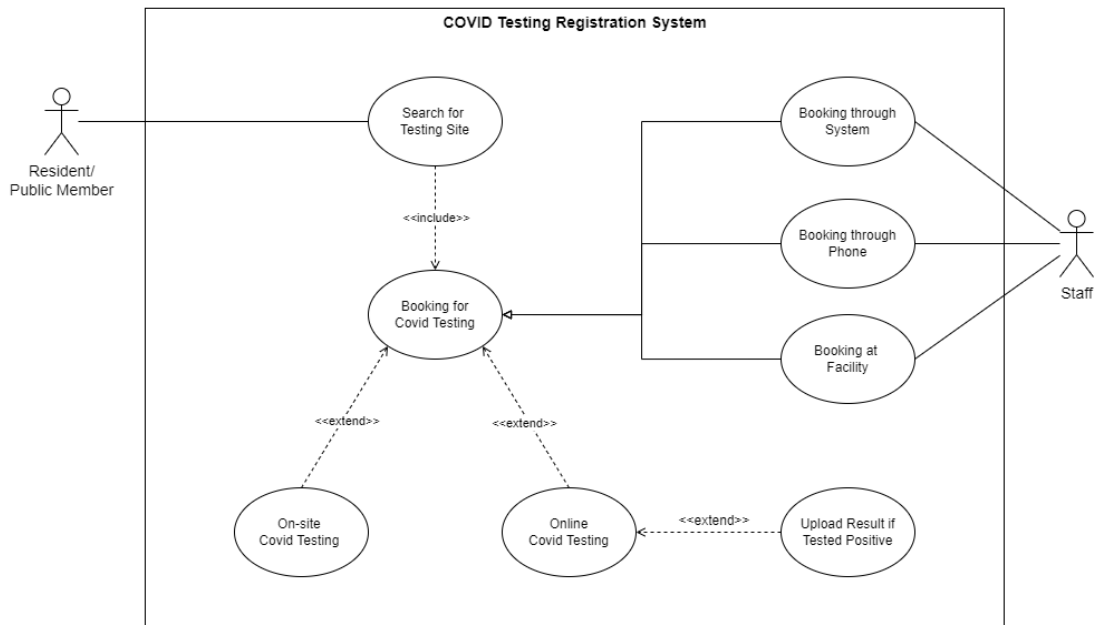 COVID Testing Registration System
Search for
Testing Site
Booking through
System
Resident/
Public Member
<<include>>
Booking through
Phone
Staff
Booking for
Covid Testing
Booking at
Facility
<<extend>>
<<extend>>
On-site
Covid Testing
Online
Covid Testing
<<extend>>
Upload Result if
Tested Positive